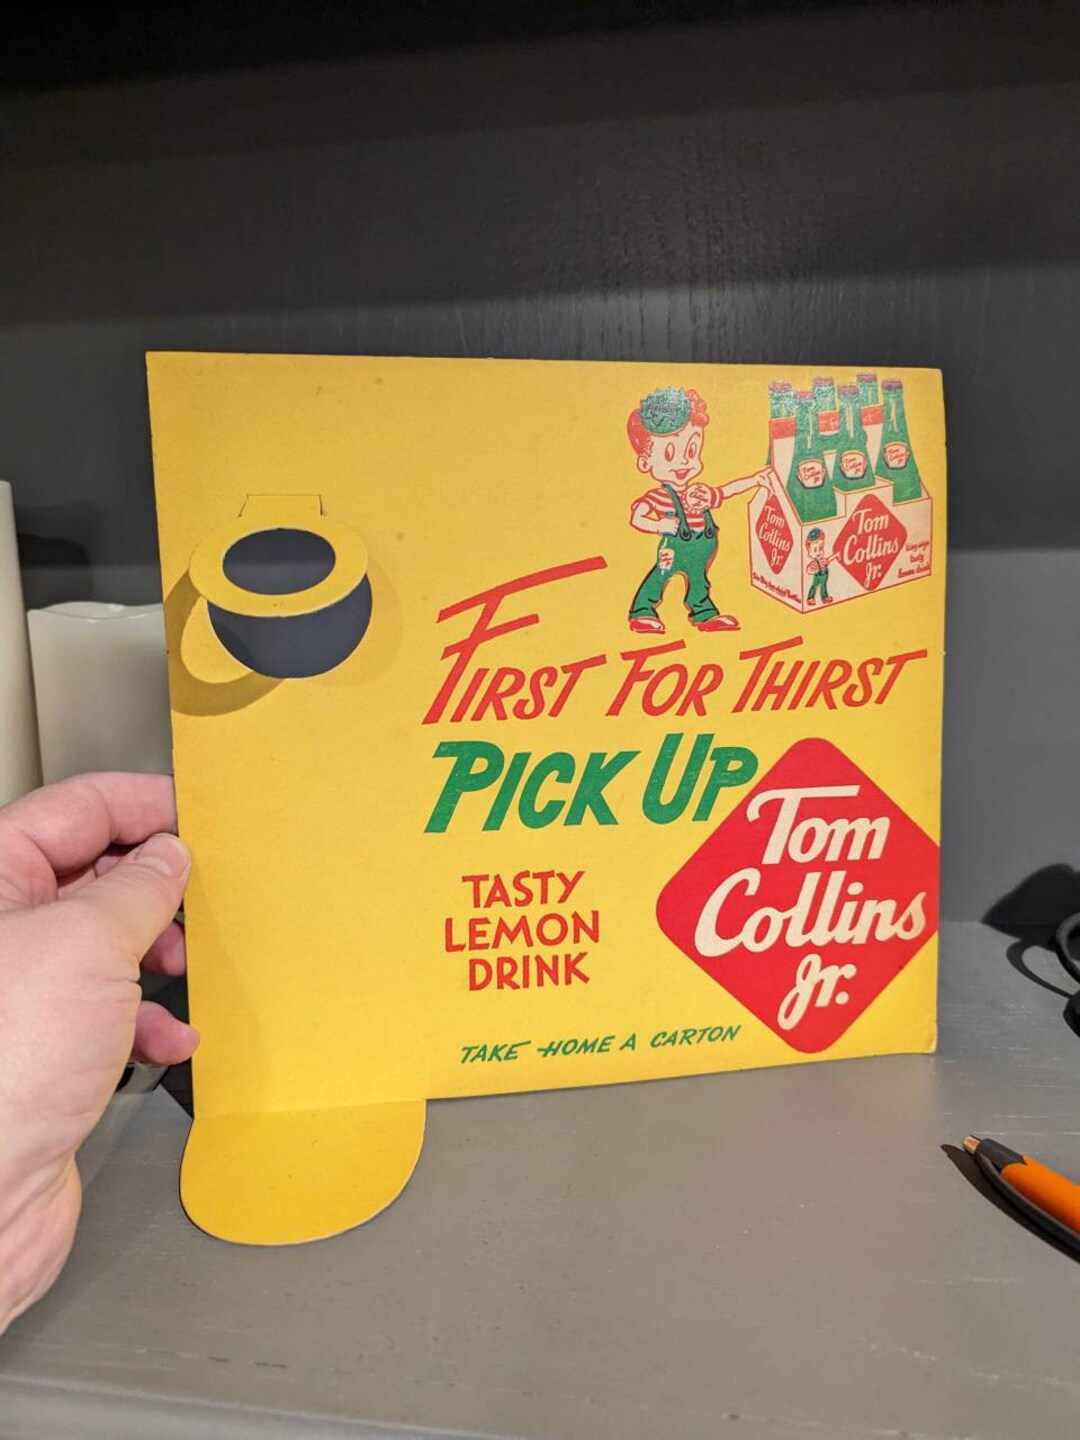 FIRST FOR THIRST
PICK UP
Tom
Collins
Jr.
TASTY
LEMON
DRINK
TAKE HOME A CARTON
Tom
Collins
Jr.
Tom
Collins
Jr.